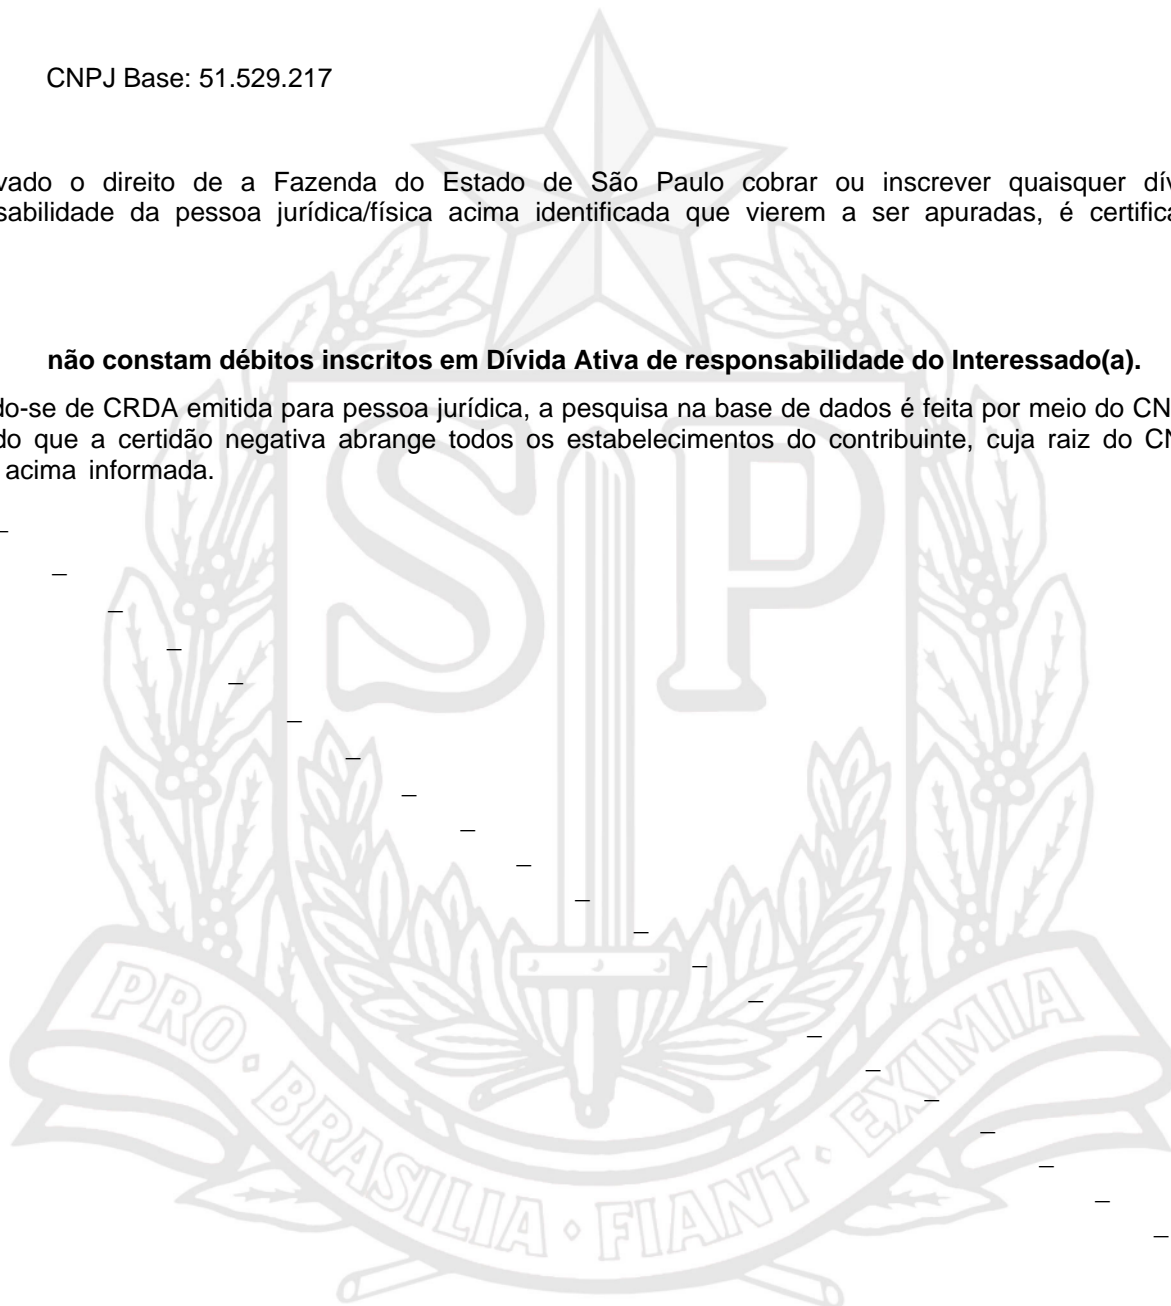 CNPJ Base: 51.529.217
vado o direito de a Fazenda do Estado de São Paulo cobrar ou inscrever quaisquer dív
sabilidade da pessoa jurídica/física acima identificada que vierem a ser apuradas, é certifica
não constam débitos inscritos em Dívida Ativa de responsabilidade do Interessado(a).
do-se de CRDA emitida para pessoa jurídica, a pesquisa na base de dados é feita por meio do CN
do que a certidão negativa abrange todos os estabelecimentos do contribuinte, cuja raiz do CN
acima informada.
SP
PRO • BRASILIA • FIANT • EXIMIA